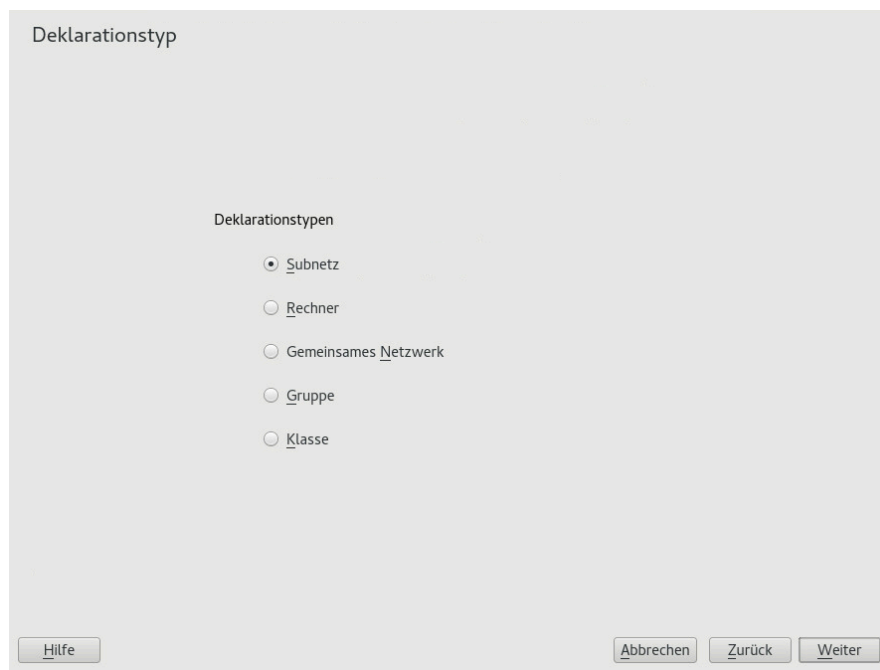 Deklarationstyp
Deklarationstypen
Subnetz
Rechner
Gemeinsames Netzwerk
Gruppe
Klasse
Hilfe Abbrechen Zurück Weiter